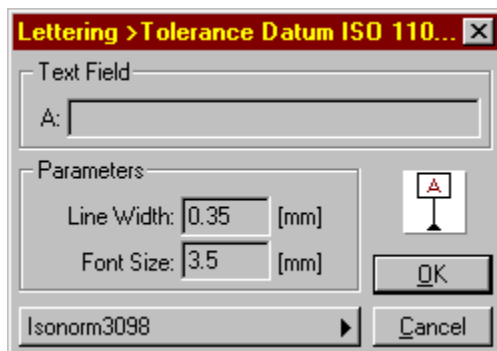 Lettering >Tolerance Datum ISO 110...
Text Field
A:
Parameters
Line Width: 0.35 [mm]
Font Size: 3.5 [mm]
A
OK
Isonorm3098
Cancel